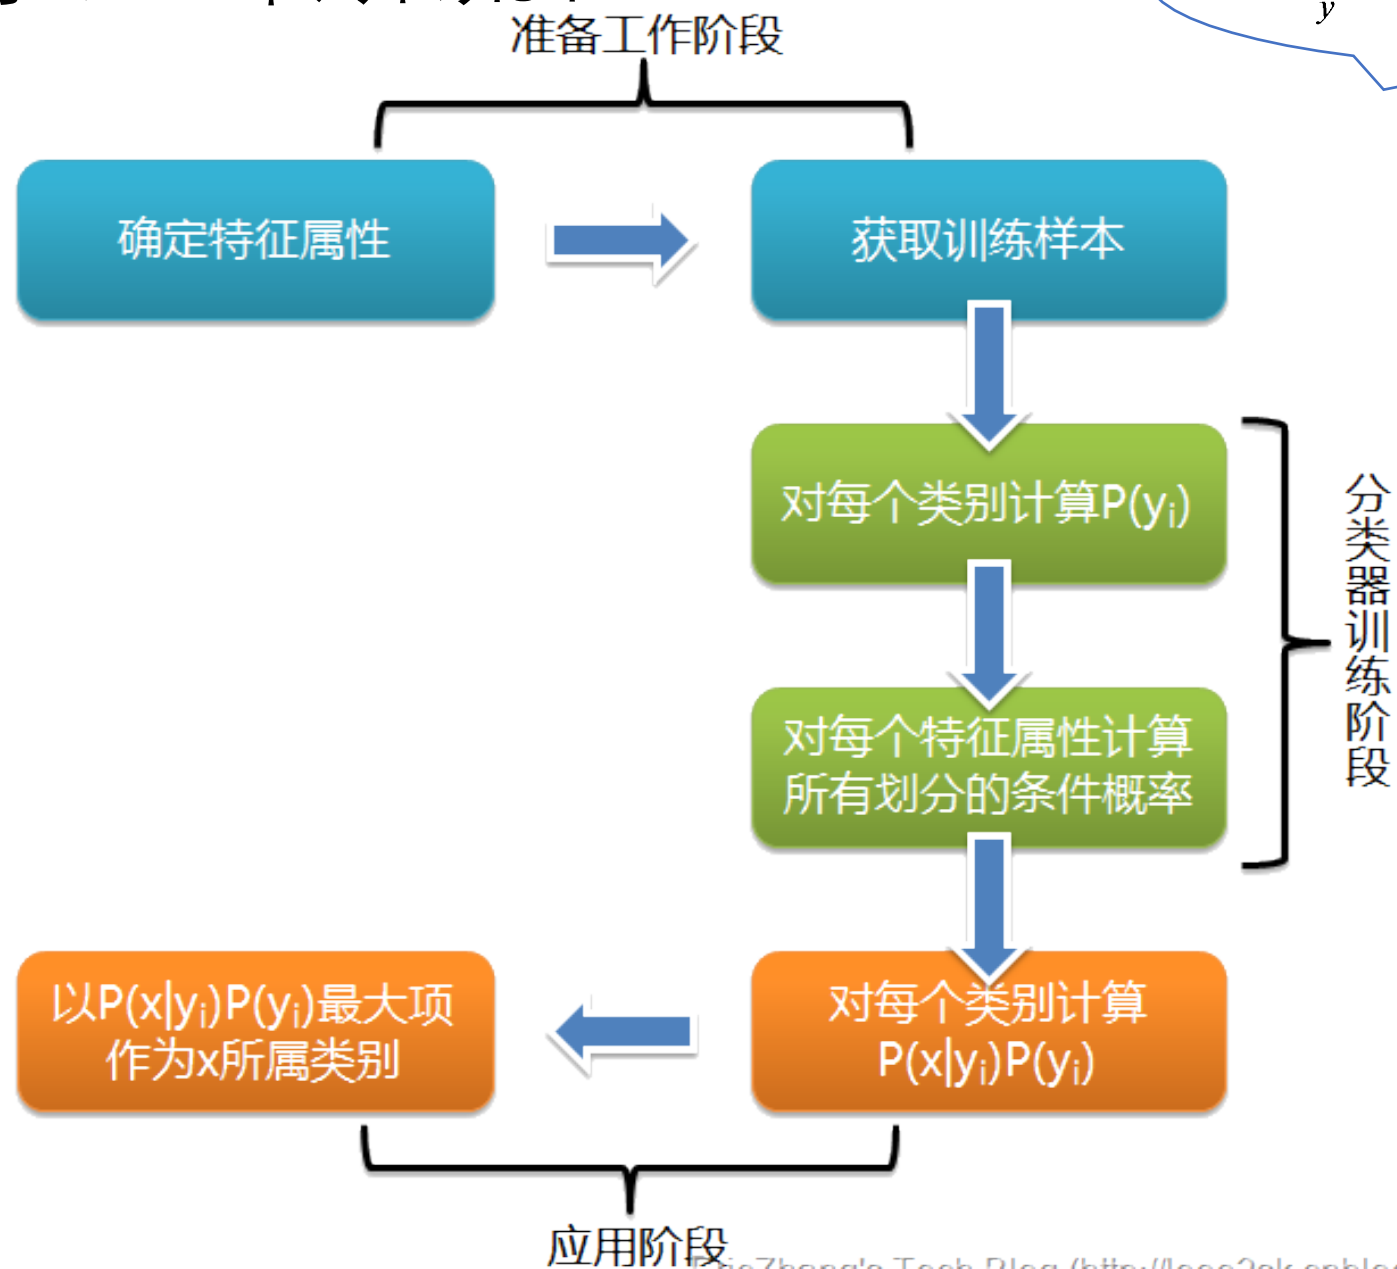 y
准备工作阶段
确定特征属性
获取训练样本
对每个类别计算P(yᵢ)
对每个特征属性计算
所有划分的条件概率
分类器训练阶段
对每个类别计算
P(x|yᵢ)P(yᵢ)
以P(x|yᵢ)P(yᵢ)最大项
作为x所属类别
应用阶段
Tech Blog